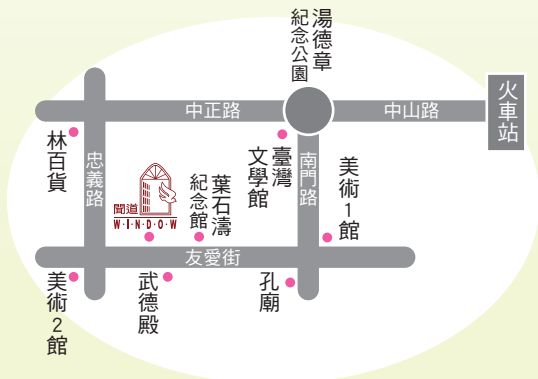 湯德章
紀念公園
火車站
中正路
中山路
林百貨
忠義路
聞道
W·I·N·D·O·W
葉石濤
紀念館
臺灣
文學館
南門路
美術1館
友愛街
美術2館
武德殿
孔廟